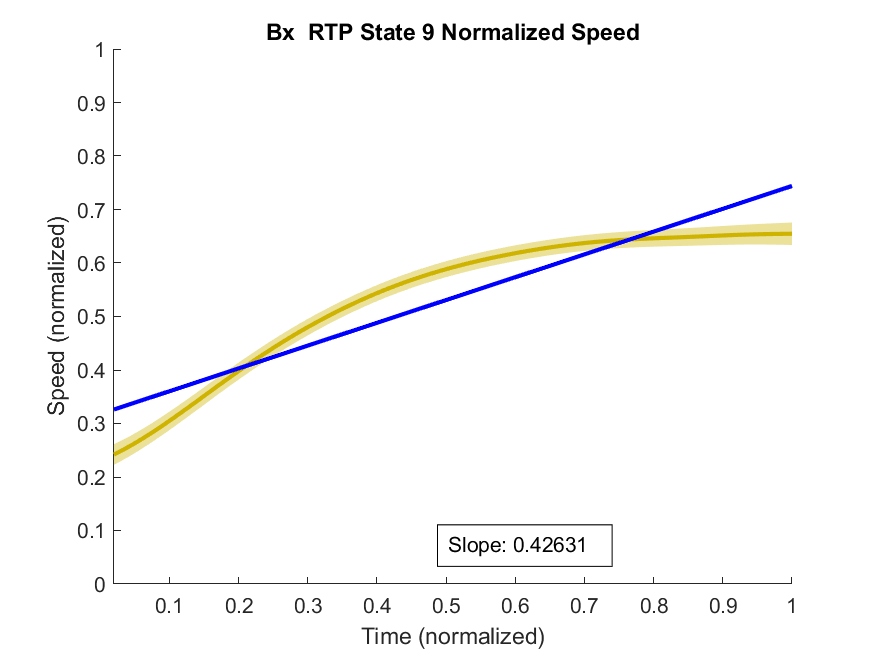 Bx  RTP State 9 Normalized Speed
1
0.9
0.8
0.7
0.6
0.5
0.4
0.3
0.2
0.1
0
Speed (normalized)
Slope: 0.42631
0.1 0.2 0.3 0.4 0.5 0.6 0.7 0.8 0.9 1
Time (normalized)